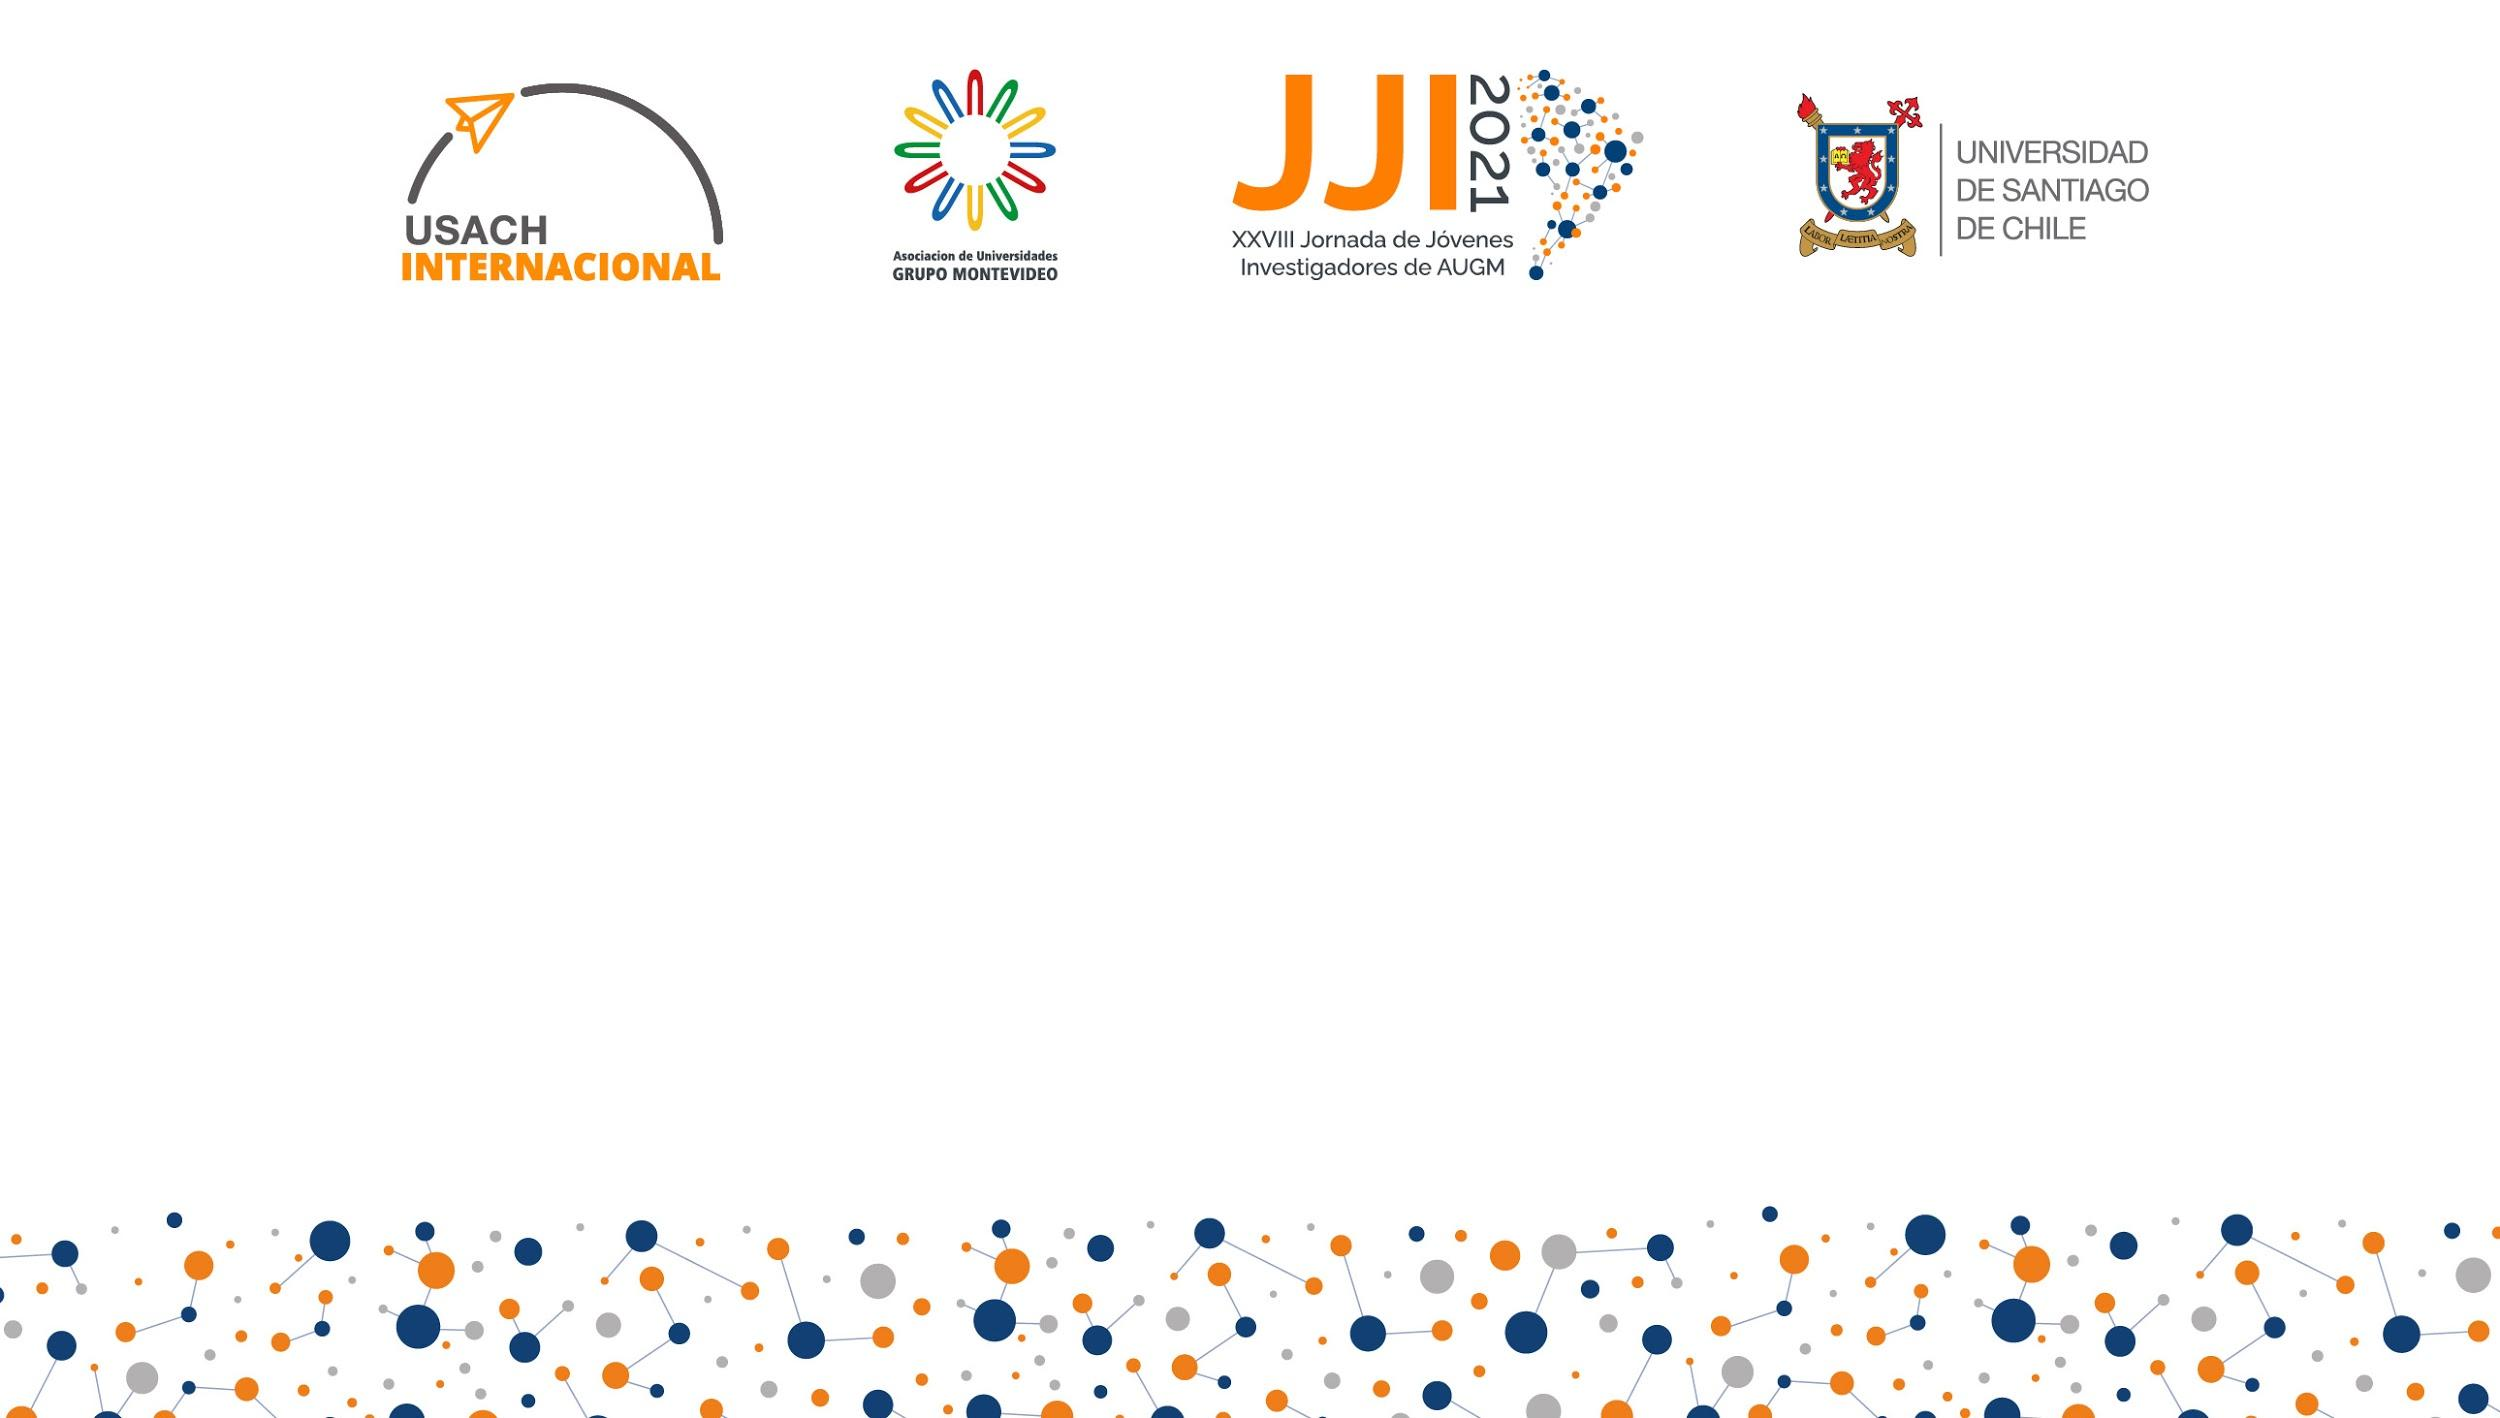 USACH
INTERNACIONAL
Asociacion de Universidades
GRUPO MONTEVIDEO
JJI
2021
XXVIII Jornada de Jóvenes
Investigadores de AUGM
LABOR LÆTITIA NOSTRA
UNIVERSIDAD
DE SANTIAGO
DE CHILE